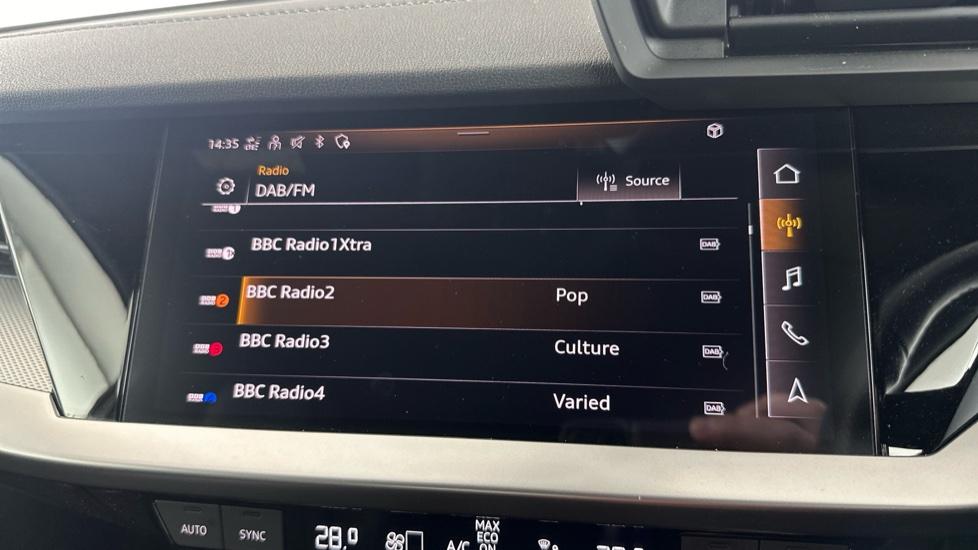 14:35
Radio
DAB/FM
Source
BBC Radio1Xtra
DAB
BBC Radio2 Pop
DAB
BBC Radio3 Culture
DAB
BBC Radio4 Varied
DAB
AUTO
SYNC
28.0
A/C
MAX
ECO
ON